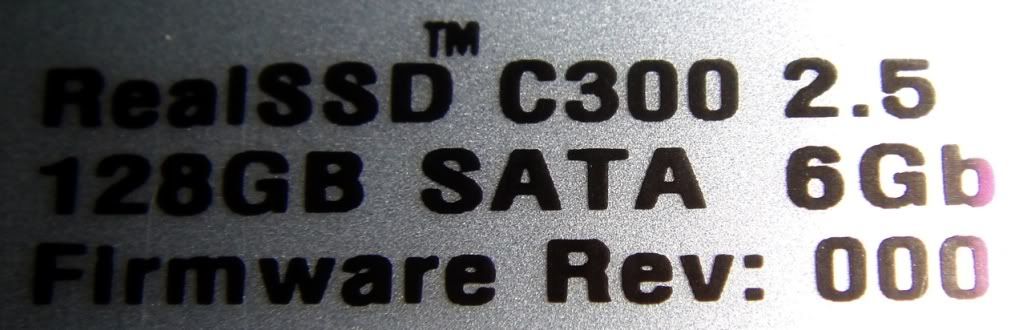 RealSSD™ C300 2.5
128GB SATA 6Gb
Firmware Rev: 000